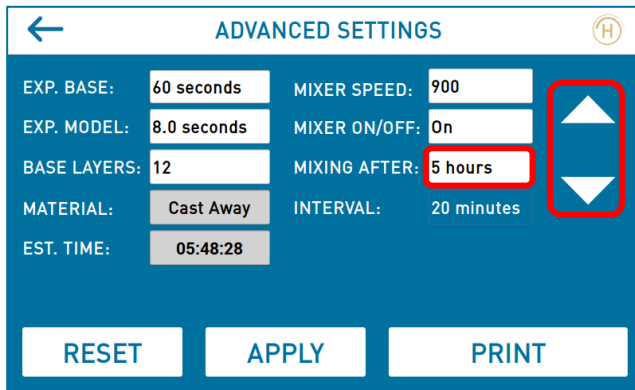 ADVANCED SETTINGS
H
EXP. BASE: 60 seconds
MIXER SPEED: 900
EXP. MODEL: 8.0 seconds
MIXER ON/OFF: On
BASE LAYERS: 12
MIXING AFTER: 5 hours
MATERIAL: Cast Away
INTERVAL: 20 minutes
EST. TIME: 05:48:28
RESET
APPLY
PRINT